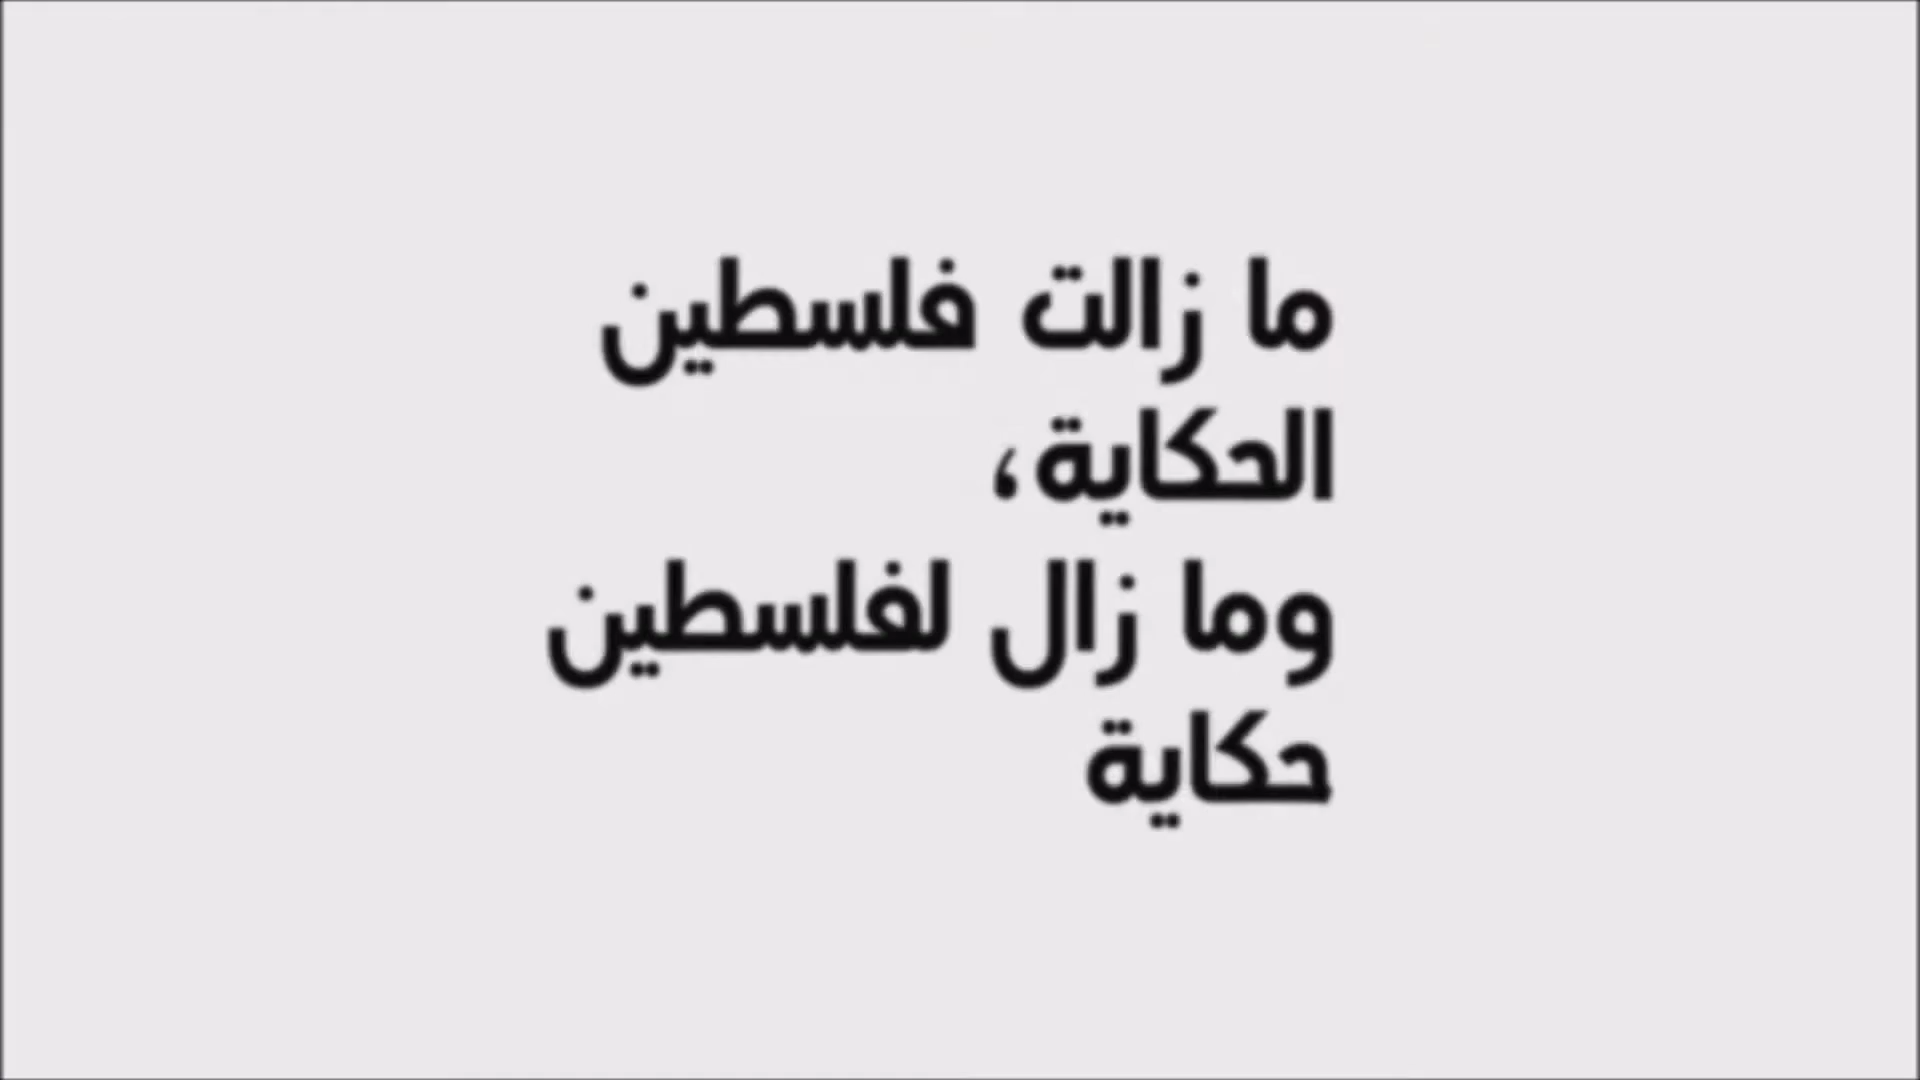 ما زالت فلسطين
الحكاية،
وما زال لفلسطين
حكاية